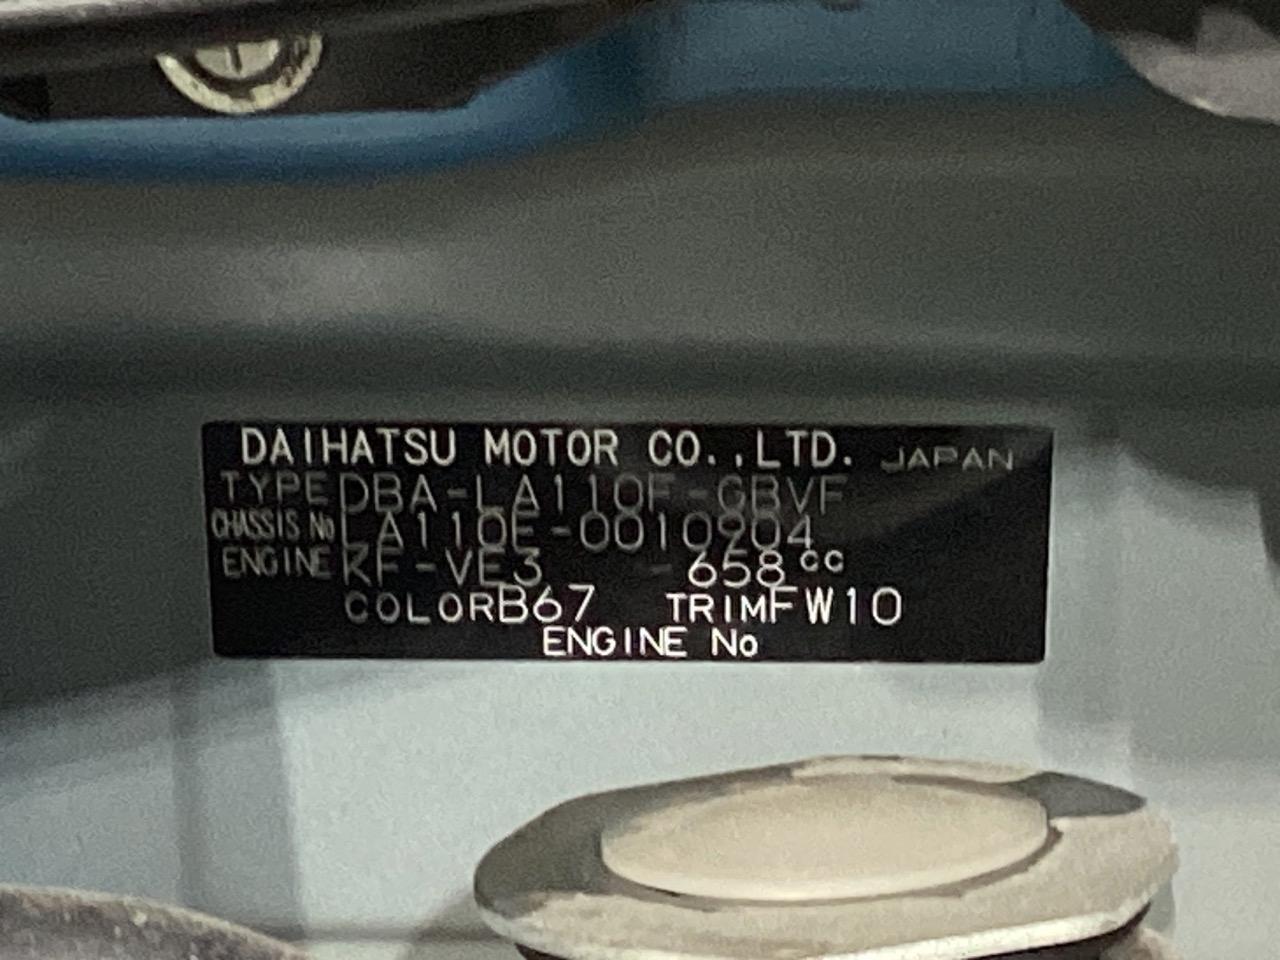 DAIHATSU MOTOR CO.,LTD. JAPAN
TYPE DBA-LA110F-GBVF
CHASSIS No LA110F-0010904
ENGINE KF-VE3 - 658cc
COLOR B67 TRIM FW10
ENGINE No